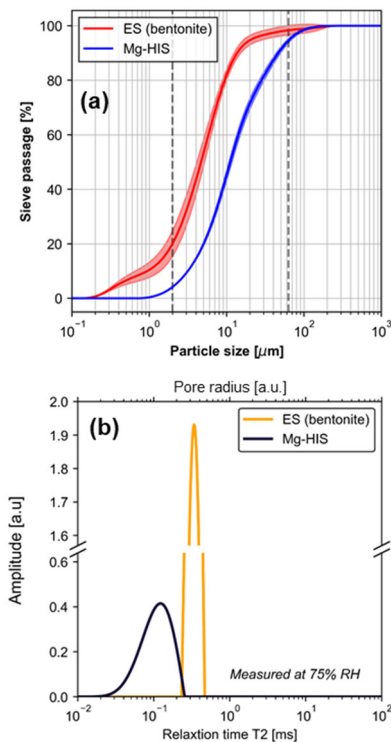 ES (bentonite)
Mg-HIS
(a)
Sieve passage [%]
100
80
60
40
20
0
10⁻¹ 10⁰ 10¹ 10² 10³
Particle size [μm]
Pore radius [a.u.]
(b)
ES (bentonite)
Mg-HIS
Amplitude [a.u]
2.0
1.9
1.8
1.7
1.6
0.6
0.4
0.2
0.0
Measured at 75% RH
10⁻² 10⁻¹ 10⁰ 10¹ 10²
Relaxtion time T2 [ms]